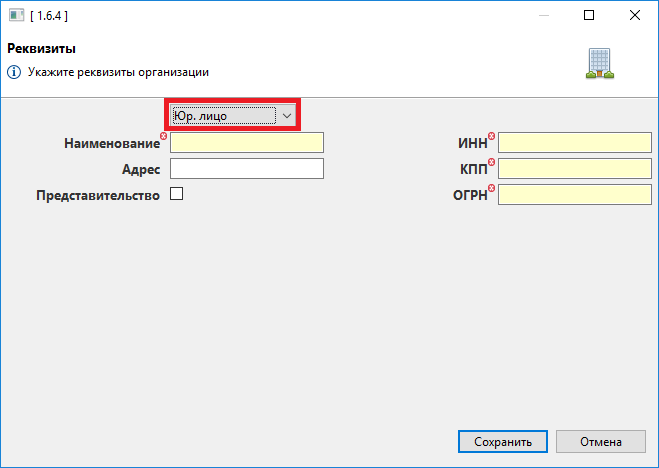 [ 1.6.4 ]
Реквизиты
Укажите реквизиты организации
Юр. лицо
Наименование
ИНН
Адрес
КПП
Представительство
ОГРН
Сохранить
Отмена